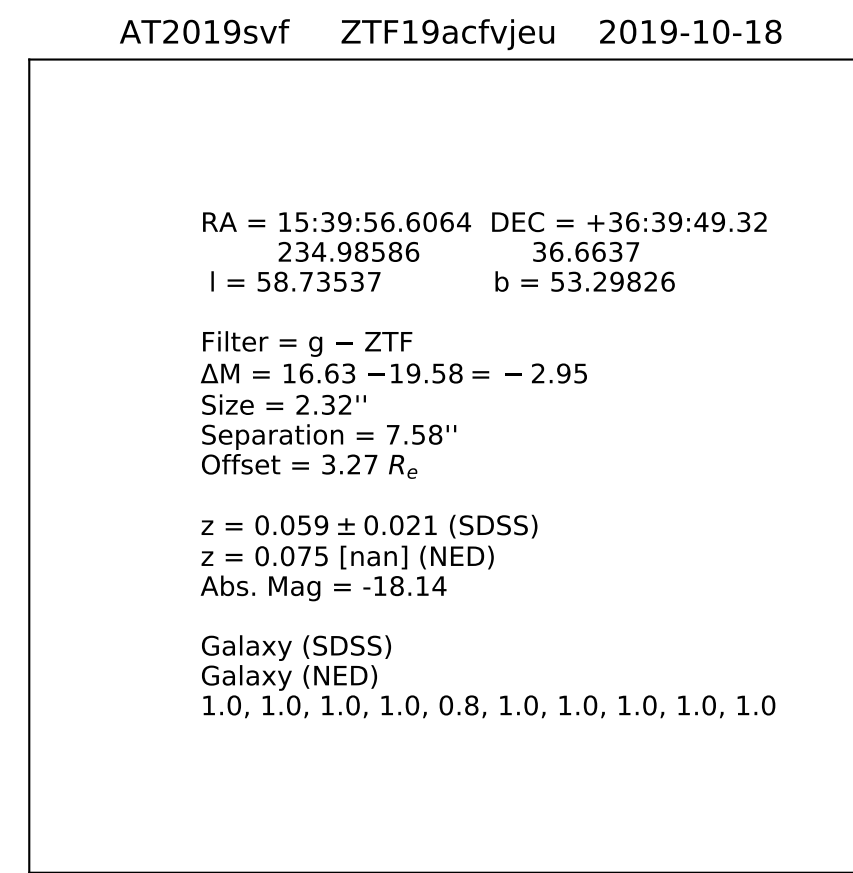 AT2019svf ZTF19acfvjeu 2019-10-18
RA = 15:39:56.6064 DEC = +36:39:49.32
234.98586 36.6637
l = 58.73537 b = 53.29826
Filter = g − ZTF
ΔM = 16.63 −19.58 = − 2.95
Size = 2.32''
Separation = 7.58''
Offset = 3.27 Rₑ
z = 0.059 ± 0.021 (SDSS)
z = 0.075 [nan] (NED)
Abs. Mag = -18.14
Galaxy (SDSS)
Galaxy (NED)
1.0, 1.0, 1.0, 1.0, 0.8, 1.0, 1.0, 1.0, 1.0, 1.0